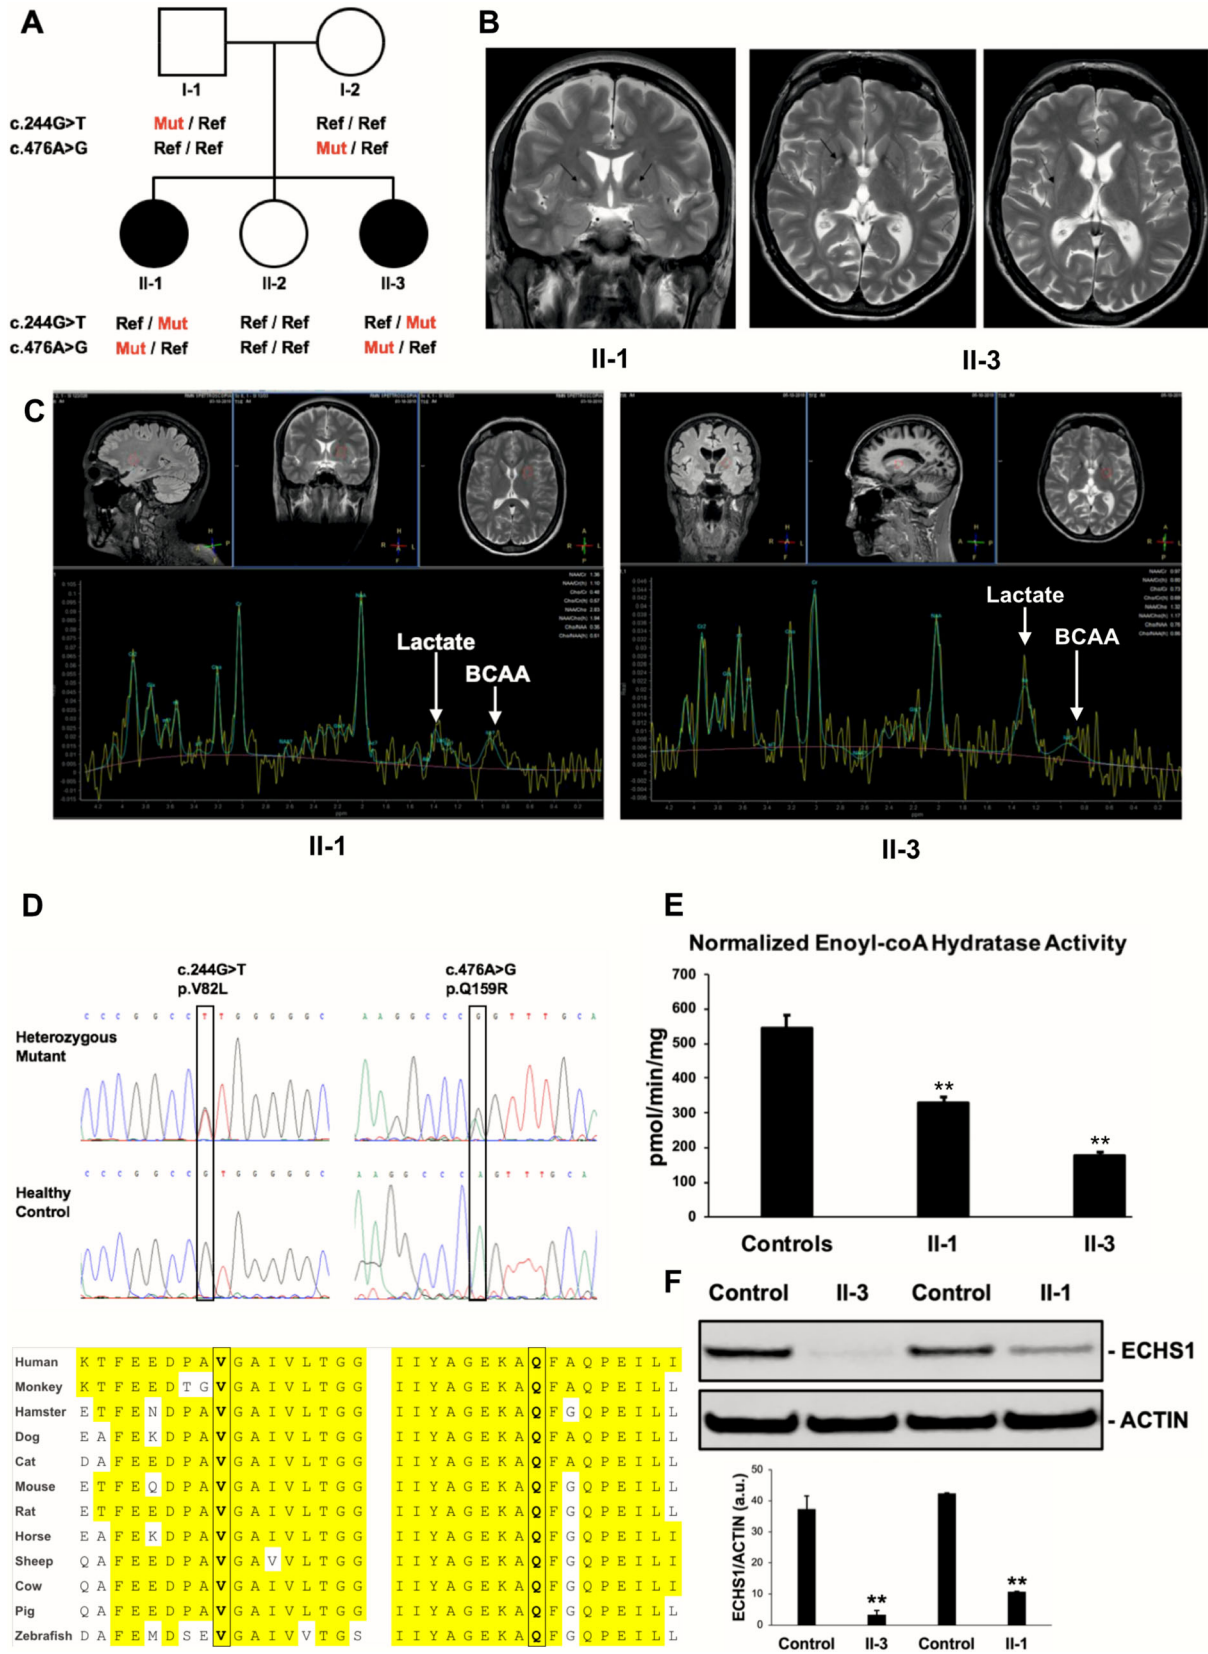 A
I-1 I-2
c.244G>T Mut / Ref Ref / Ref
c.476A>G Ref / Ref Mut / Ref
II-1 II-2 II-3
c.244G>T Ref / Mut Ref / Ref Ref / Mut
c.476A>G Mut / Ref Ref / Ref Mut / Ref
B
II-1 II-3
C
Lactate
BCAA
II-1
Lactate
BCAA
II-3
D
c.244G>T c.476A>G
p.V82L p.Q159R
C C C G G C C T T G G G G G C A A G G C C C G G T T T G C A
Heterozygous
Mutant
C C C G G C C G T G G G G G C A A G G C C C A G T T T G C A
Healthy
Control
Human K T F E E D P A V G A I V L T G G I I Y A G E K A Q F A Q P E I L I
Monkey K T F E E D T G V G A I V L T G G I I Y A G E K A Q F A Q P E I L L
Hamster E T F E N D P A V G A I V L T G G I I Y A G E K A Q F G Q P E I L L
Dog E A F E K D P A V G A I V L T G G I I Y A G E K A Q F A Q P E I L L
Cat D A F E E D P A V G A I V L T G G I I Y A G E K A Q F A Q P E I L L
Mouse E T F E Q D P A V G A I V L T G G I I Y A G E K A Q F G Q P E I L L
Rat E T F E E D P A V G A I V L T G G I I Y A G E K A Q F G Q P E I L L
Horse E A F E K D P A V G A I V L T G G I I Y A G E K A Q F G Q P E I L I
Sheep Q A F E E D P A V G A V V L T G G I I Y A G E K A Q F G Q P E I L I
Cow Q A F E E D P A V G A I V L T G G I I Y A G E K A Q F G Q P E I L I
Pig Q A F E E D P A V G A I V L T G G I I Y A G E K A Q F G Q P E I L L
Zebrafish D A F E M D S E V G A I V V T G S I I Y A G E K A Q F G Q P E I L L
E
Normalized Enoyl-coA Hydratase Activity
pmol/min/mg
700
600
500
400
300
200
100
0
**
**
Controls II-1 II-3
F
Control II-3 Control II-1
- ECHS1
- ACTIN
ECHS1/ACTIN (a.u.)
50
40
30
20
10
0
**
**
Control II-3 Control II-1